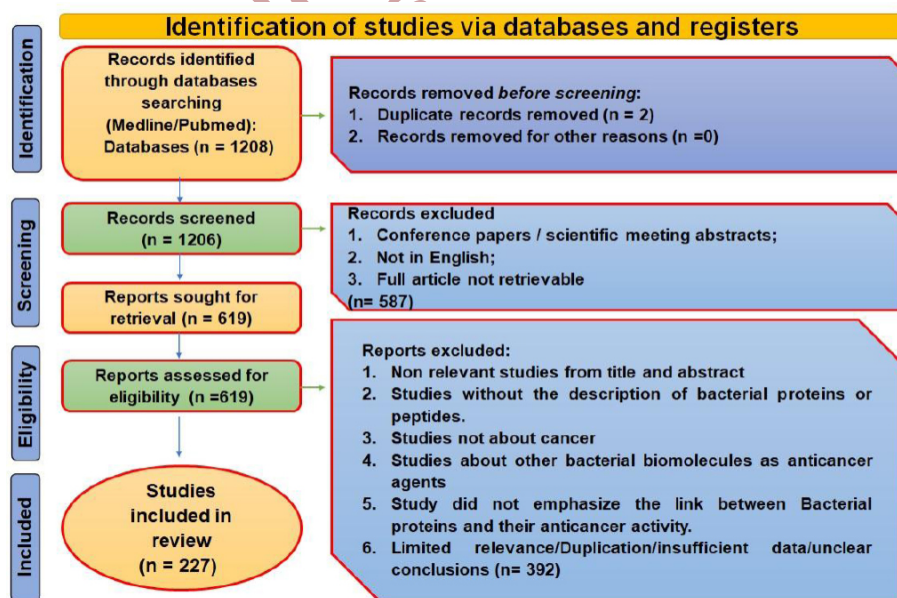 Identification of studies via databases and registers
Identification
Records identified
through databases
searching
(Medline/Pubmed):
Databases (n = 1208)
Records removed before screening:
1. Duplicate records removed (n = 2)
2. Records removed for other reasons (n =0)
Screening
Records screened
(n = 1206)
Records excluded
1. Conference papers / scientific meeting abstracts;
2. Not in English;
3. Full article not retrievable
(n= 587)
Reports sought for
retrieval (n = 619)
Eligibility
Reports assessed for
eligibility (n =619)
Reports excluded:
1. Non relevant studies from title and abstract
2. Studies without the description of bacterial proteins or
peptides.
3. Studies not about cancer
4. Studies about other bacterial biomolecules as anticancer
agents
5. Study did not emphasize the link between Bacterial
proteins and their anticancer activity.
6. Limited relevance/Duplication/insufficient data/unclear
conclusions (n= 392)
Included
Studies
included in
review
(n = 227)